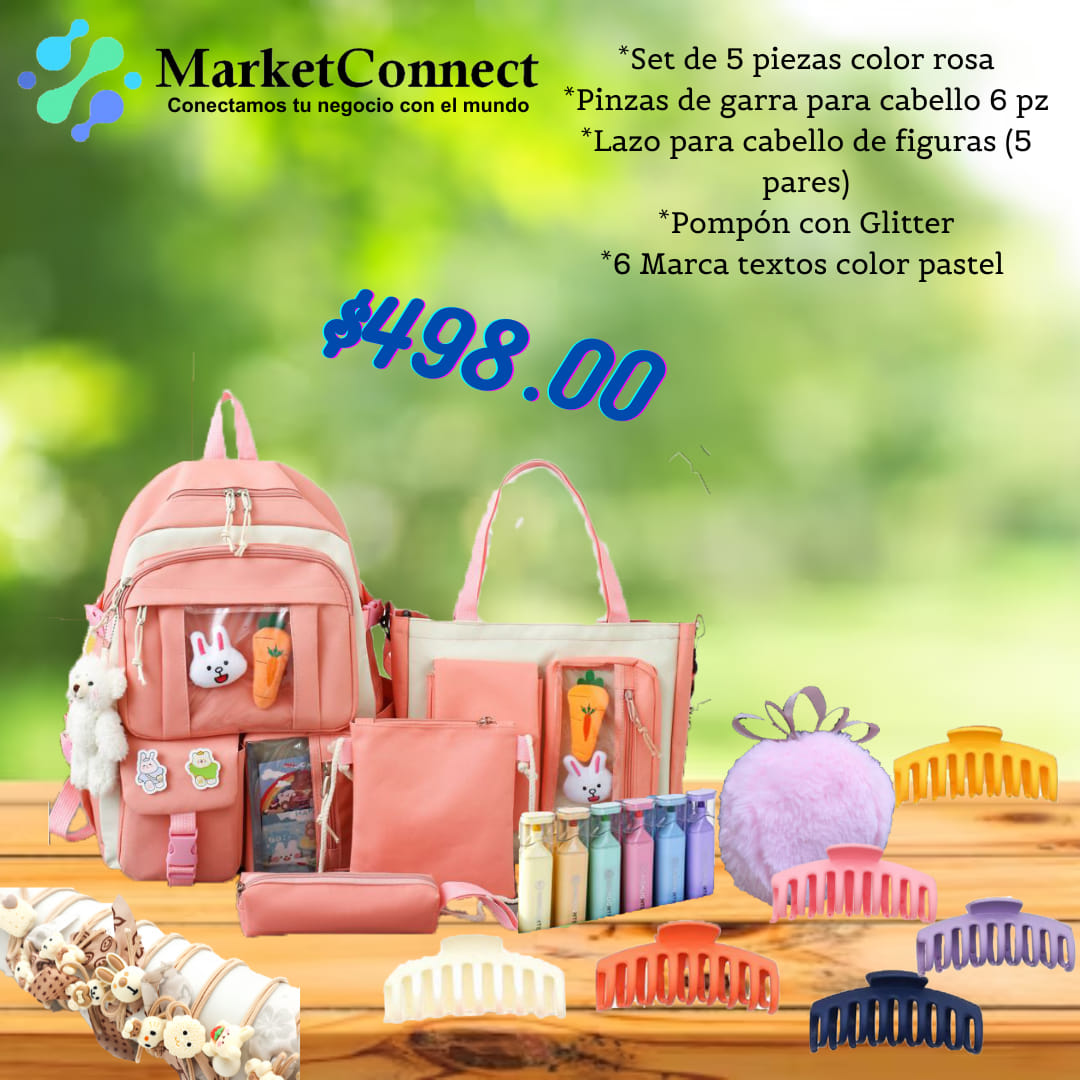 MarketConnect
Conectamos tu negocio con el mundo
*Set de 5 piezas color rosa
*Pinzas de garra para cabello 6 pz
*Lazo para cabello de figuras (5
pares)
*Pompón con Glitter
*6 Marca textos color pastel
$498.00